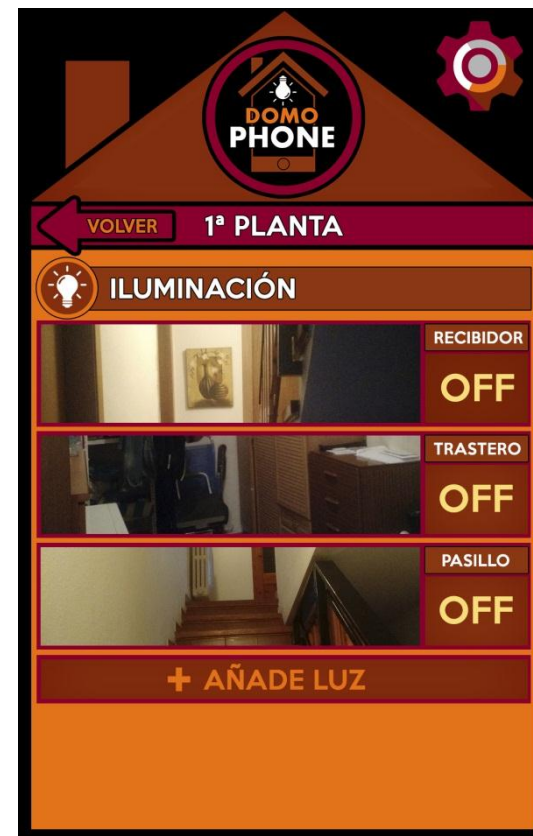 DOMO
PHONE
VOLVER
1ª PLANTA
ILUMINACIÓN
RECIBIDOR
OFF
TRASTERO
OFF
PASILLO
OFF
+ AÑADE LUZ